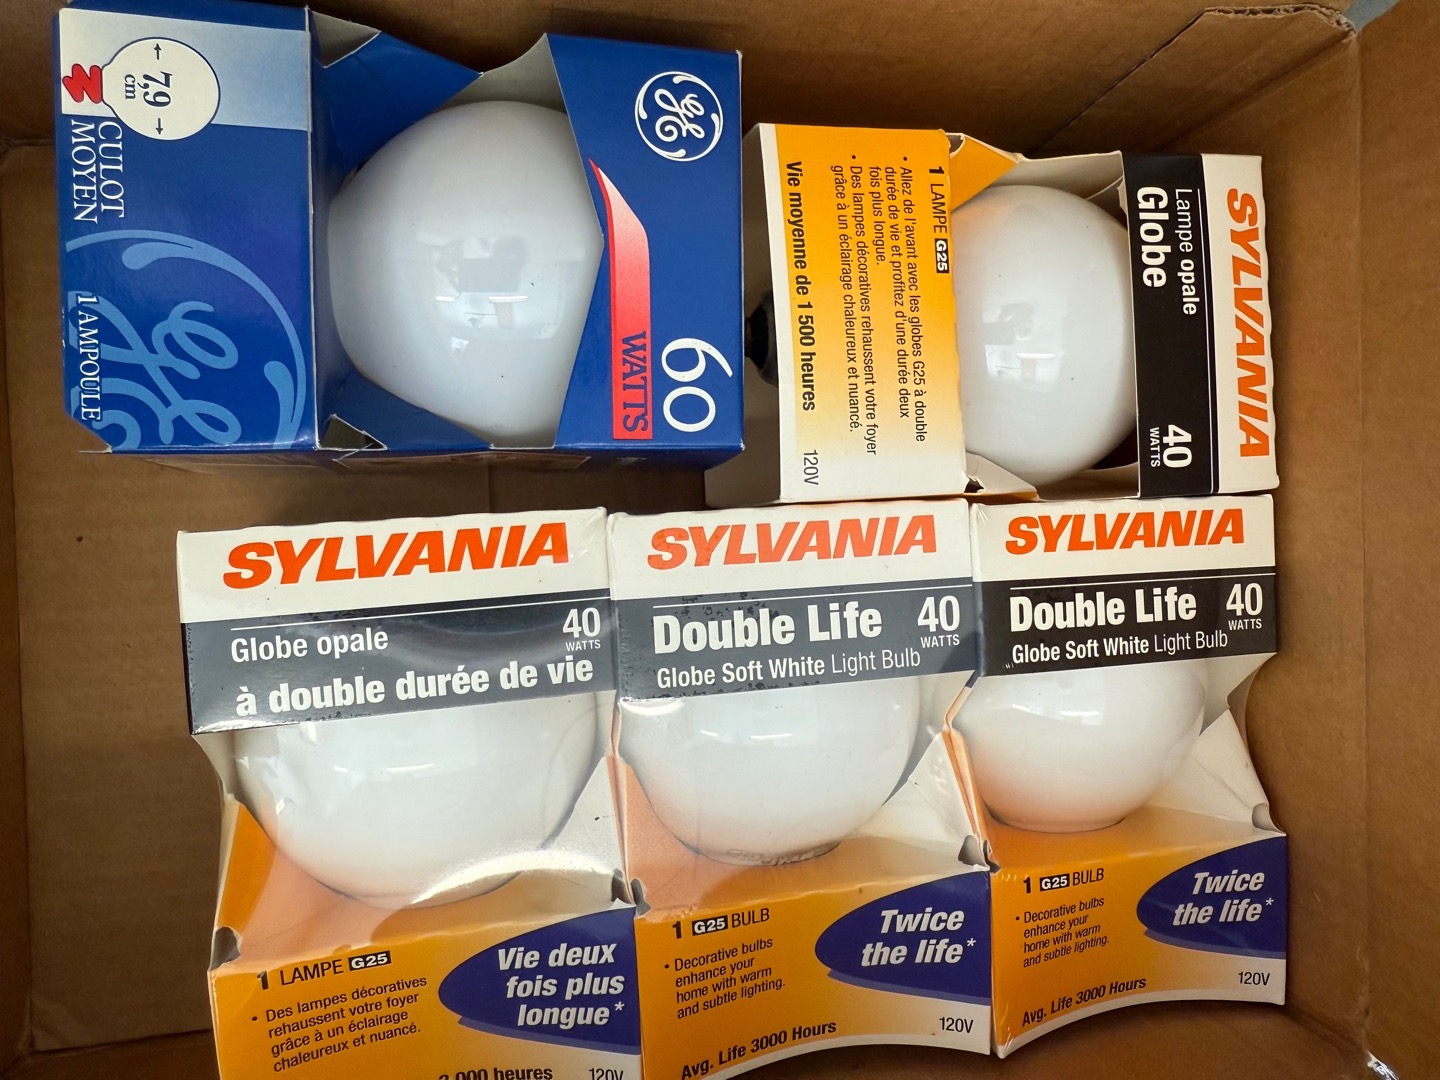 7,9
cm
CULOT
MOYEN
1 AMPOULE
GE
GE
60
WATTS
1 LAMPE G25
• Allez de l'avant avec les globes G25 à double
durée de vie et profitez d'une durée deux
fois plus longue.
• Des lampes décoratives rehaussent votre foyer
grâce à un éclairage chaleureux et nuancé.
Vie moyenne de 1 500 heures
120V
SYLVANIA
Lampe opale
Globe
40
WATTS
SYLVANIA
Globe opale
40
WATTS
à double durée de vie
1 LAMPE G25
• Des lampes décoratives
rehaussent votre foyer
grâce à un éclairage
chaleureux et nuancé.
Vie deux
fois plus
longue*
000 heures
120V
SYLVANIA
Double Life
40
WATTS
Globe Soft White Light Bulb
1 G25 BULB
• Decorative bulbs
enhance your
home with warm
and subtle lighting.
Twice
the life*
Avg. Life 3000 Hours
120V
SYLVANIA
Double Life
40
WATTS
Globe Soft White Light Bulb
1 G25 BULB
• Decorative bulbs
enhance your
home with warm
and subtle lighting.
Twice
the life*
Avg. Life 3000 Hours
120V